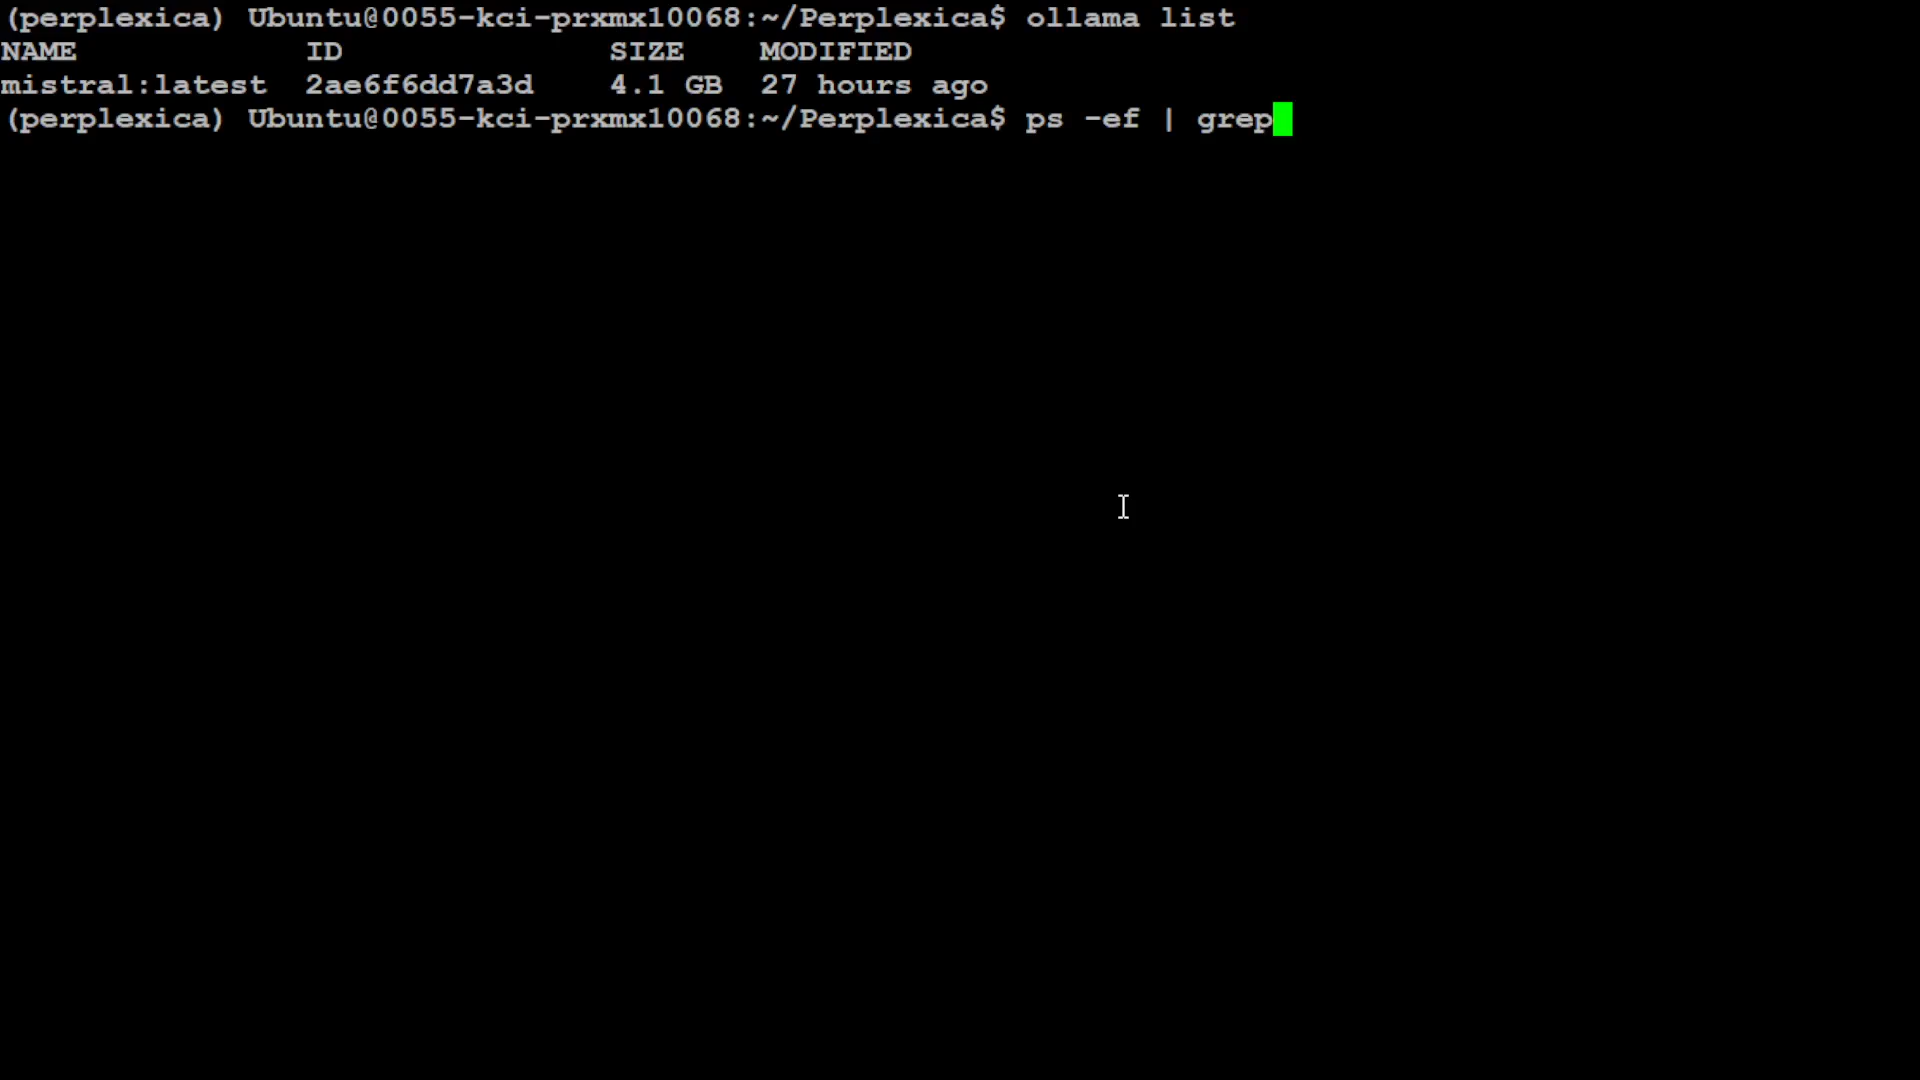 (perplexica) Ubuntu@0055-kci-prxmx10068:~/Perplexica$ ollama list
NAME ID SIZE MODIFIED
mistral:latest 2ae6f6dd7a3d 4.1 GB 27 hours ago
(perplexica) Ubuntu@0055-kci-prxmx10068:~/Perplexica$ ps -ef | grep